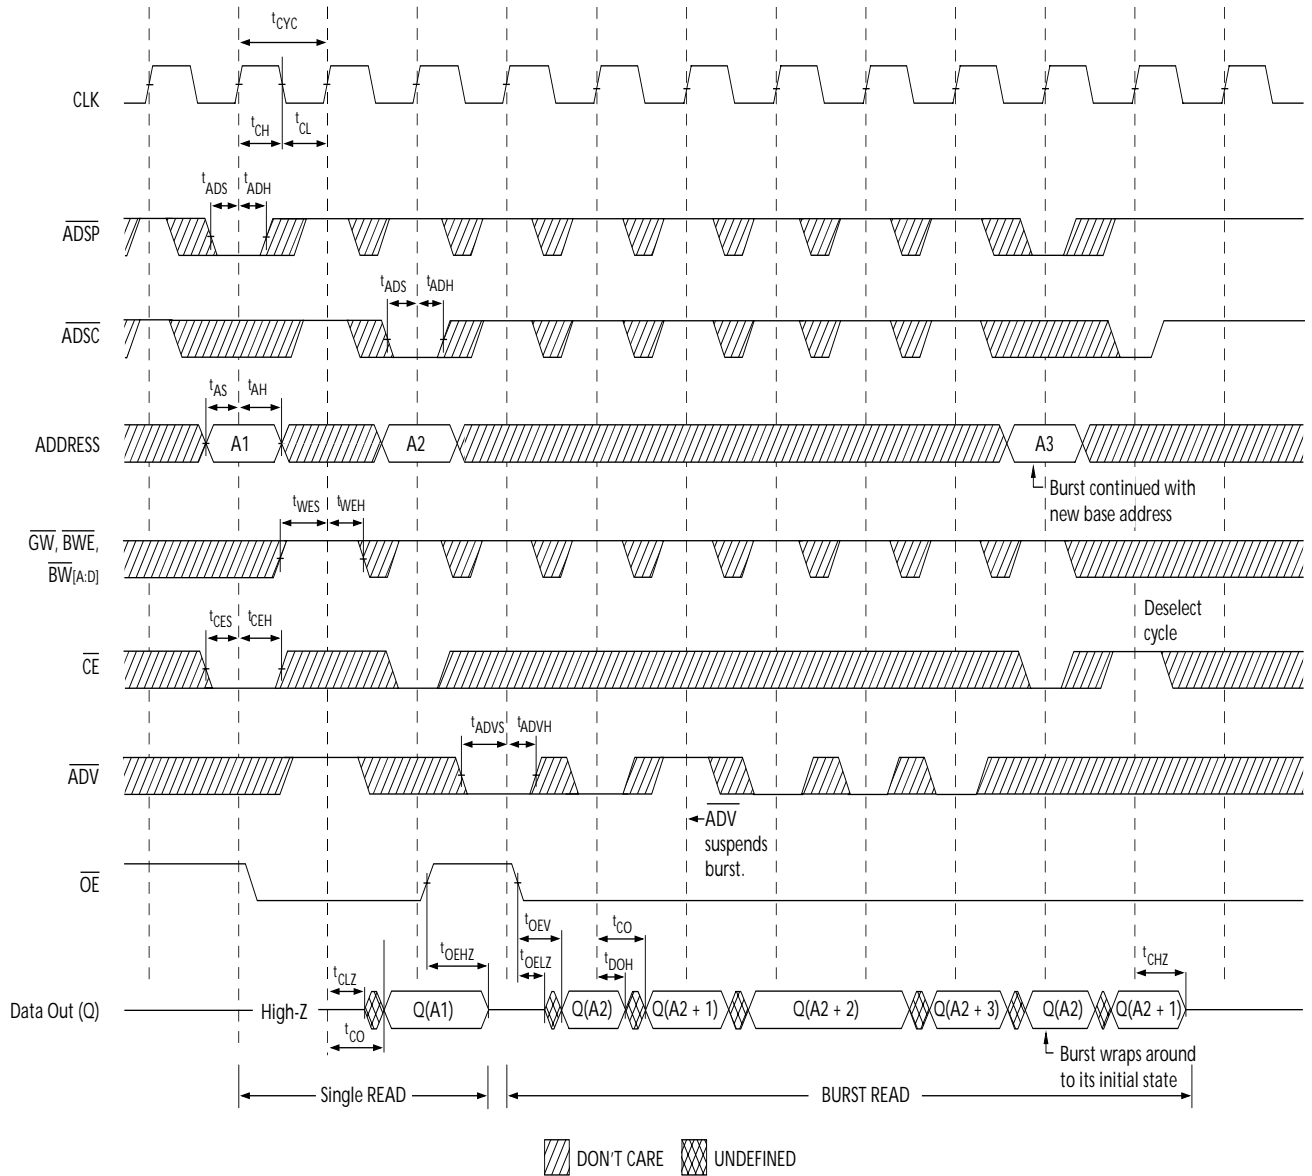 tCYC
CLK
tCH
tCL
tADS
tADH
ADSP
tADS
tADH
ADSC
tAS
tAH
ADDRESS
A1
A2
A3
Burst continued with
new base address
tWES
tWEH
GW, BWE,
BW[A:D]
Deselect
cycle
tCES
tCEH
CE
tADVS
tADVH
ADV
ADV
suspends
burst.
OE
tOEV
tCO
tOEHZ
tOELZ
tDOH
tCHZ
tCLZ
Data Out (Q)
High-Z
Q(A1)
Q(A2)
Q(A2 + 1)
Q(A2 + 2)
Q(A2 + 3)
Q(A2)
Q(A2 + 1)
tCO
Burst wraps around
to its initial state
Single READ
BURST READ
DON'T CARE
UNDEFINED